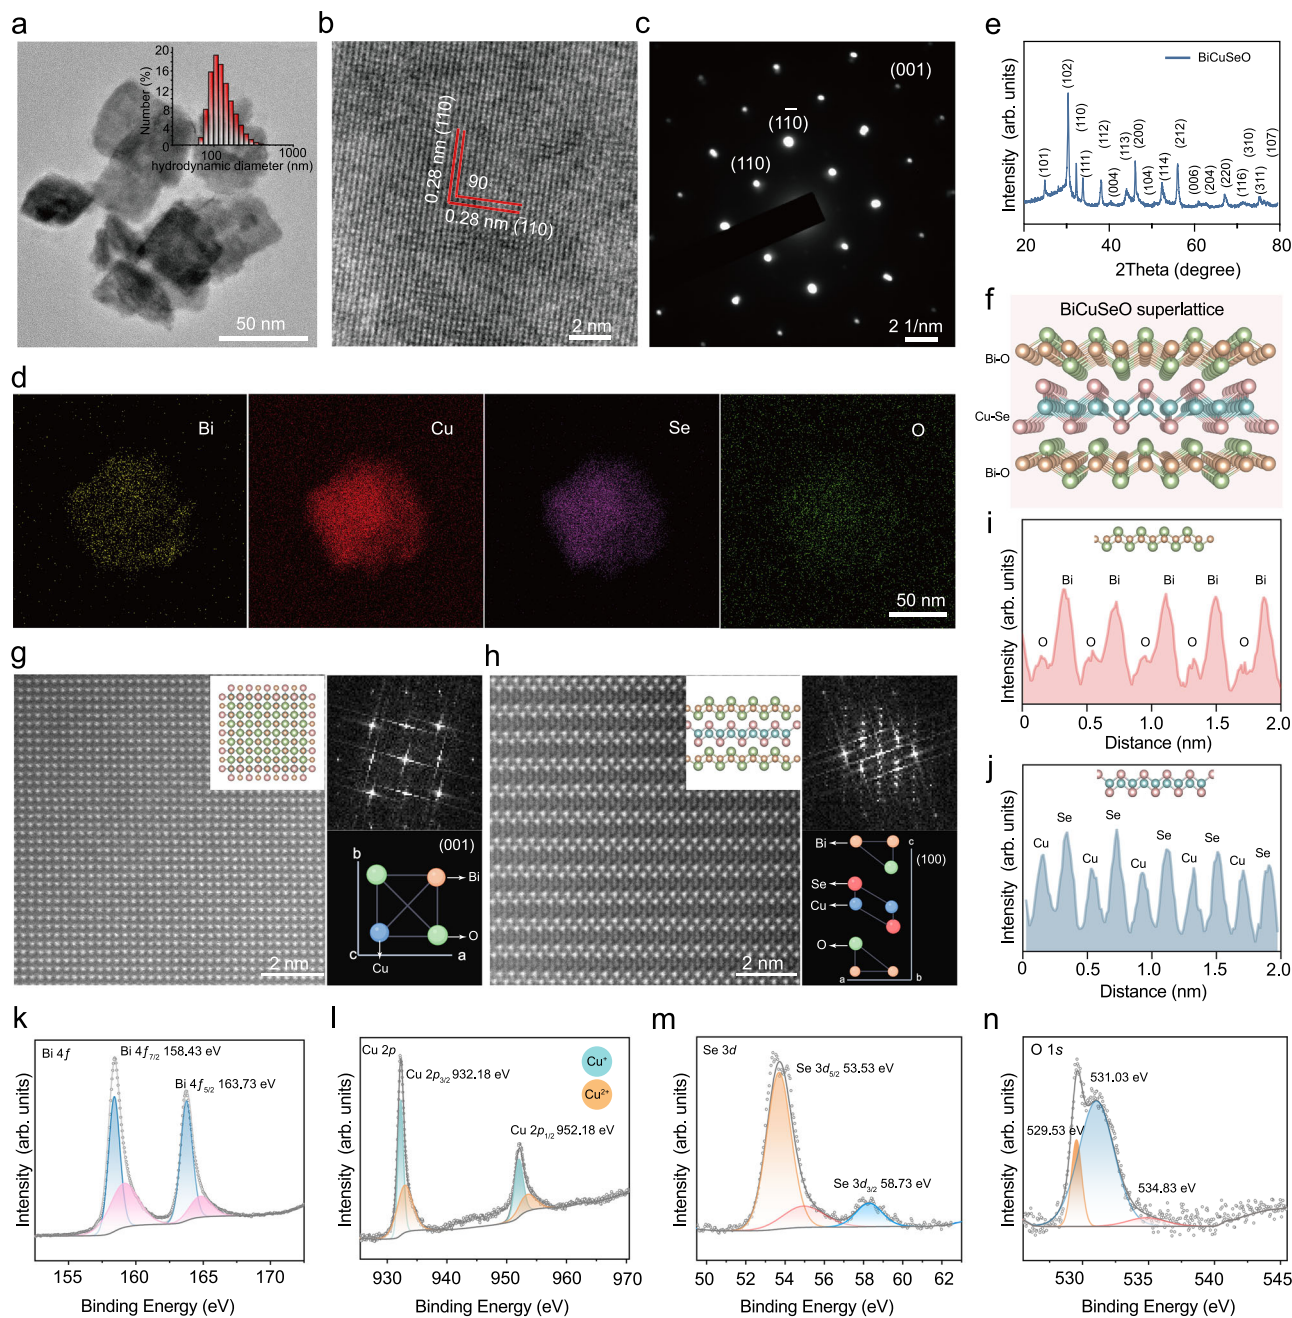 a
20
16
12
8
4
0
Number (%)
100
1000
hydrodynamic diameter (nm)
50 nm
b
0.28 nm (110)
90
0.28 nm (110)
2 nm
c
(001)
(11̅0)
(110)
2 1/nm
e
Intensity (arb. units)
BiCuSeO
(101)
(102)
(110)
(111)
(112)
(004)
(113)
(200)
(104)
(114)
(212)
(006)
(204)
(220)
(116)
(310)
(311)
(107)
20
40
60
80
2Theta (degree)
f
BiCuSeO superlattice
Bi-O
Cu-Se
Bi-O
d
Bi
Cu
Se
O
50 nm
g
2 nm
(001)
b
Bi
O
c
a
Cu
h
2 nm
Bi
c
(100)
Se
Cu
O
a
b
i
Intensity (arb. units)
Bi
Bi
Bi
Bi
Bi
O
O
O
O
O
0
0.5
1.0
1.5
2.0
Distance (nm)
j
Intensity (arb. units)
Cu
Se
Cu
Se
Cu
Se
Cu
Se
Cu
Se
0
0.5
1.0
1.5
2.0
Distance (nm)
k
Bi 4f
Bi 4f7/2 158.43 eV
Bi 4f5/2 163.73 eV
Intensity (arb. units)
155
160
165
170
Binding Energy (eV)
l
Cu 2p
Cu⁺
Cu²⁺
Cu 2p3/2 932.18 eV
Cu 2p1/2 952.18 eV
Intensity (arb. units)
930
940
950
960
970
Binding Energy (eV)
m
Se 3d
Se 3d5/2 53.53 eV
Se 3d3/2 58.73 eV
Intensity (arb. units)
50
52
54
56
58
60
62
Binding Energy (eV)
n
O 1s
531.03 eV
529.53 eV
534.83 eV
Intensity (arb. units)
530
535
540
545
Binding Energy (eV)